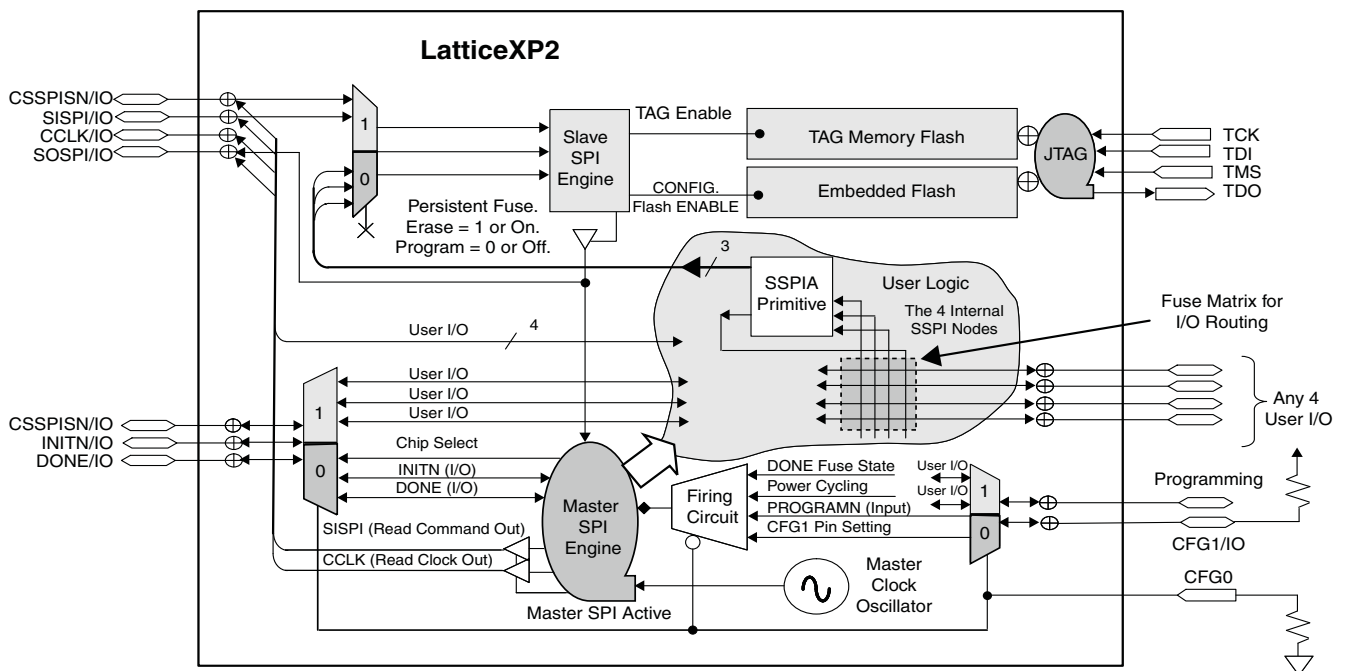 LatticeXP2
CSSPISN/IO
SISPI/IO
CCLK/IO
SOSPI/IO
1
0
Slave
SPI
Engine
TAG Enable
TAG Memory Flash
CONFIG.
Flash ENABLE
Embedded Flash
JTAG
TCK
TDI
TMS
TDO
Persistent Fuse.
Erase = 1 or On.
Program = 0 or Off.
3
SSPIA
Primitive
User Logic
The 4 Internal
SSPI Nodes
Fuse Matrix for
I/O Routing
User I/O
4
User I/O
User I/O
User I/O
Any 4
User I/O
CSSPISN/IO
INITN/IO
DONE/IO
1
0
Chip Select
INITN (I/O)
DONE (I/O)
SISPI (Read Command Out)
CCLK (Read Clock Out)
Master
SPI
Engine
Master SPI Active
Firing
Circuit
DONE Fuse State
Power Cycling
PROGRAMN (Input)
CFG1 Pin Setting
User I/O
User I/O
1
0
Programming
CFG1/IO
CFG0
Master
Clock
Oscillator